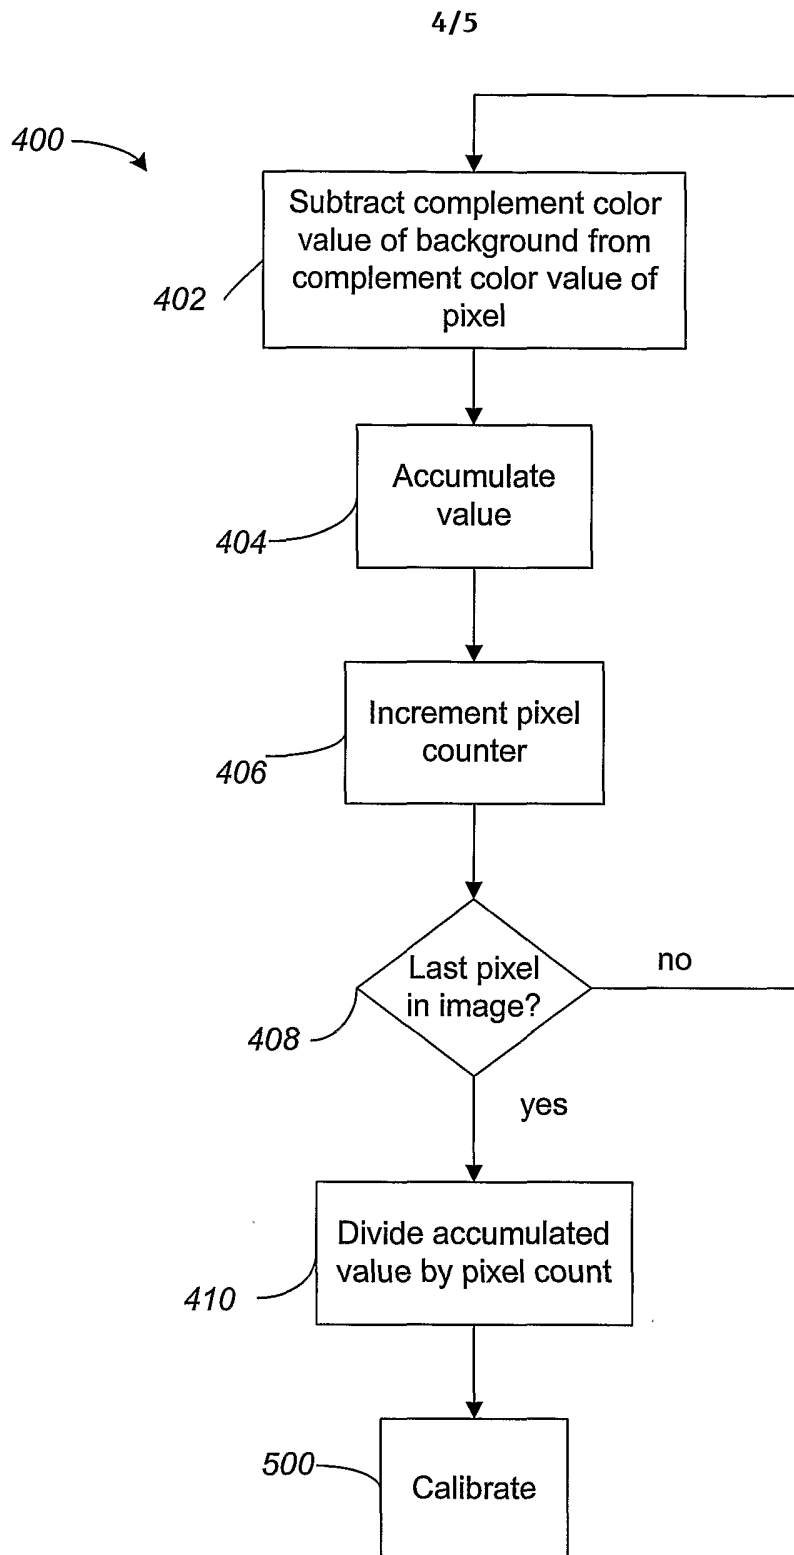 4/5
400
Subtract complement color
value of background from
complement color value of
pixel
402
Accumulate
value
404
Increment pixel
counter
406
Last pixel
in image?
no
408
yes
Divide accumulated
value by pixel count
410
500
Calibrate